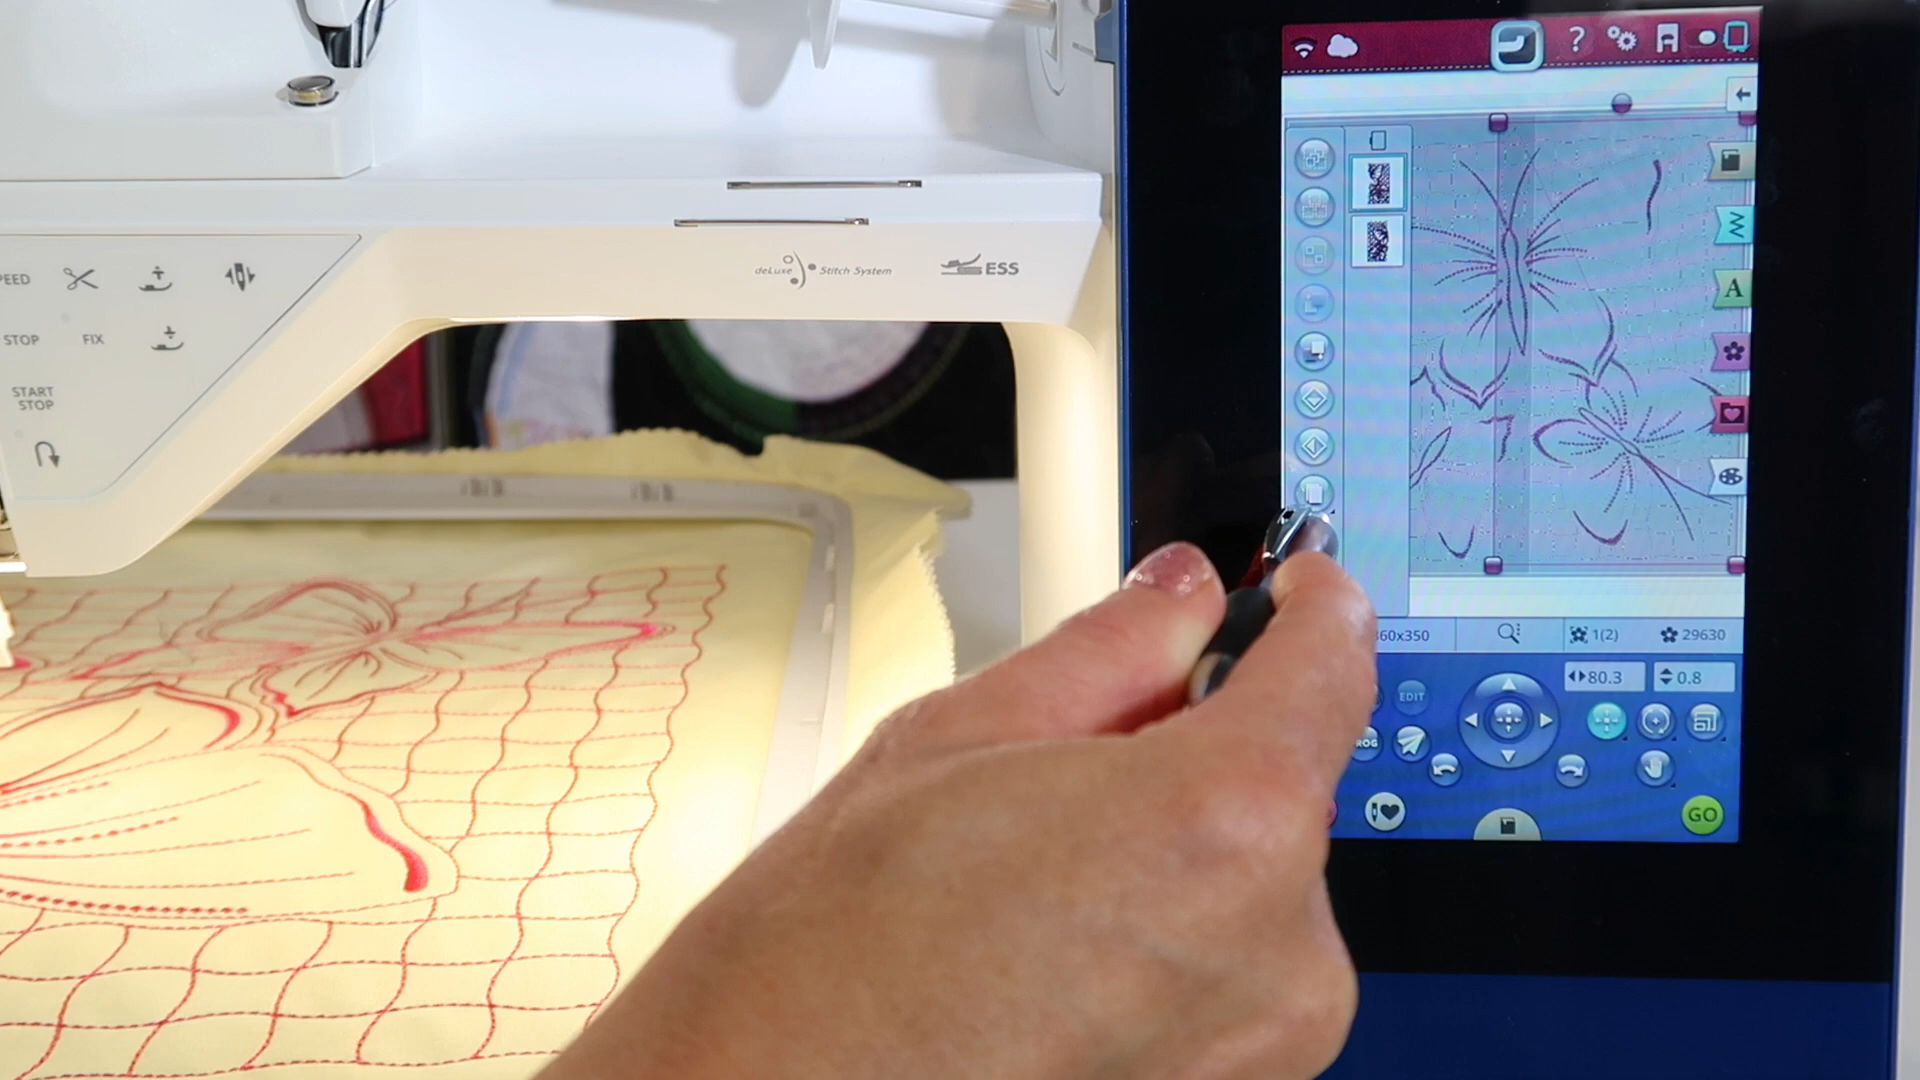 EED
STOP
FIX
START
STOP
deLuxe Stitch System
ESS
?
A
60x350
1(2)
29630
80.3
0.8
EDIT
ROG
GO